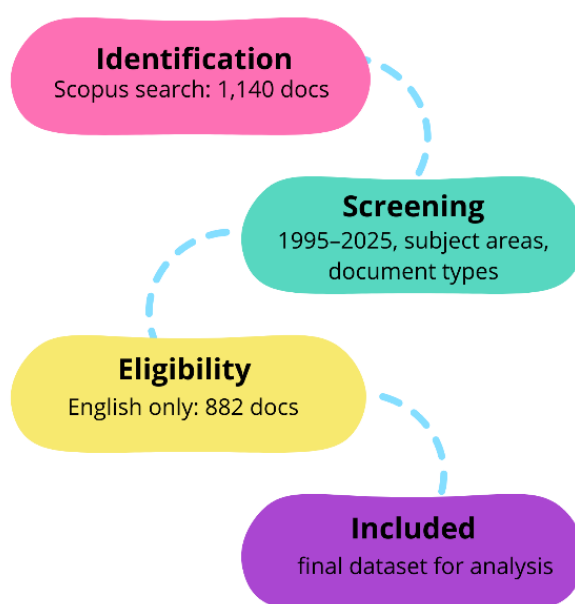 Identification
Scopus search: 1,140 docs
Screening
1995–2025, subject areas,
document types
Eligibility
English only: 882 docs
Included
final dataset for analysis